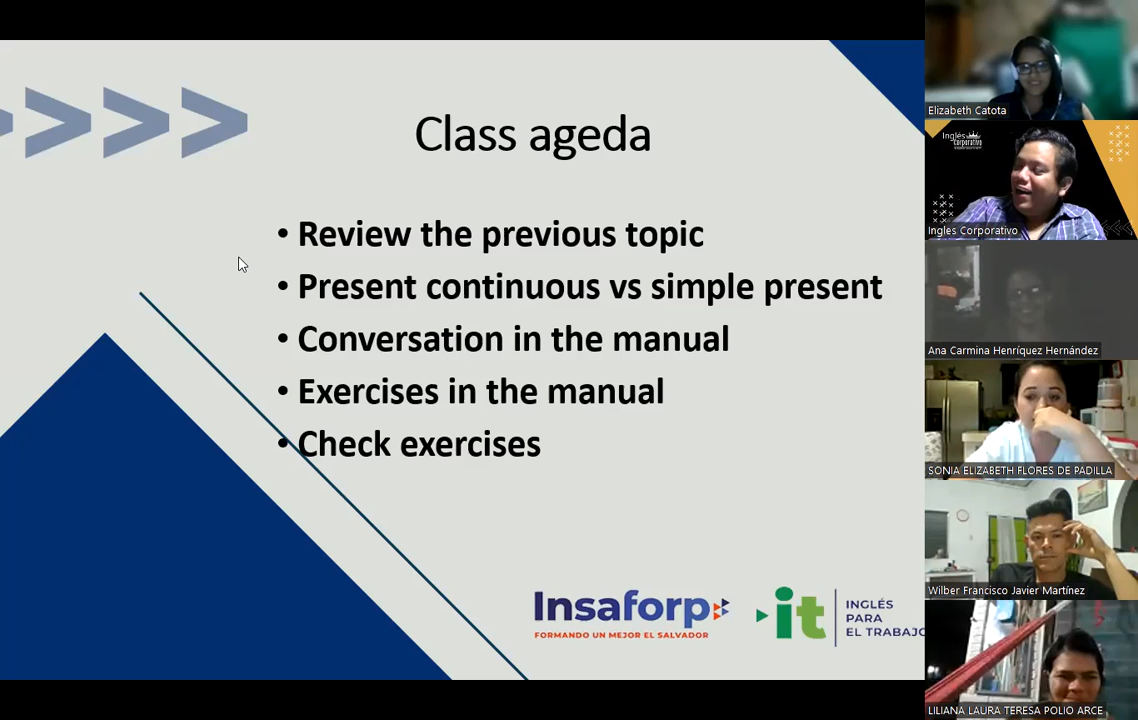 Class ageda
• Review the previous topic
• Present continuous vs simple present
• Conversation in the manual
• Exercises in the manual
• Check exercises
Insaforp
FORMANDO UN MEJOR EL SALVADOR
it
INGLÉS
PARA
EL TRABAJO
Elizabeth Catota
Inglés
Corporativo
Ingles Corporativo
Ana Carmina Henríquez Hernández
SONIA ELIZABETH FLORES DE PADILLA
Wilber Francisco Javier Martínez
LILIANA LAURA TERESA POLIO ARCE